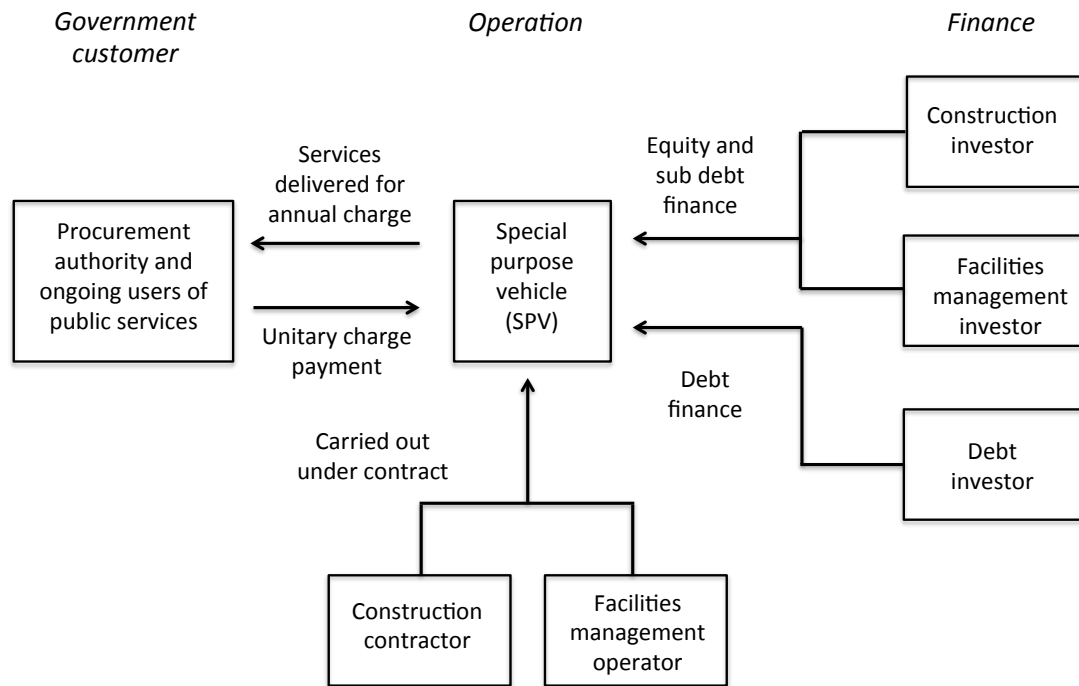 Government
customer
Operation
Finance
Construction
investor
Services
delivered for
annual charge
Equity and
sub debt
finance
Procurement
authority and
ongoing users of
public services
Special
purpose
vehicle
(SPV)
Facilities
management
investor
Unitary charge
payment
Debt
finance
Carried out
under contract
Debt
investor
Construction
contractor
Facilities
management
operator